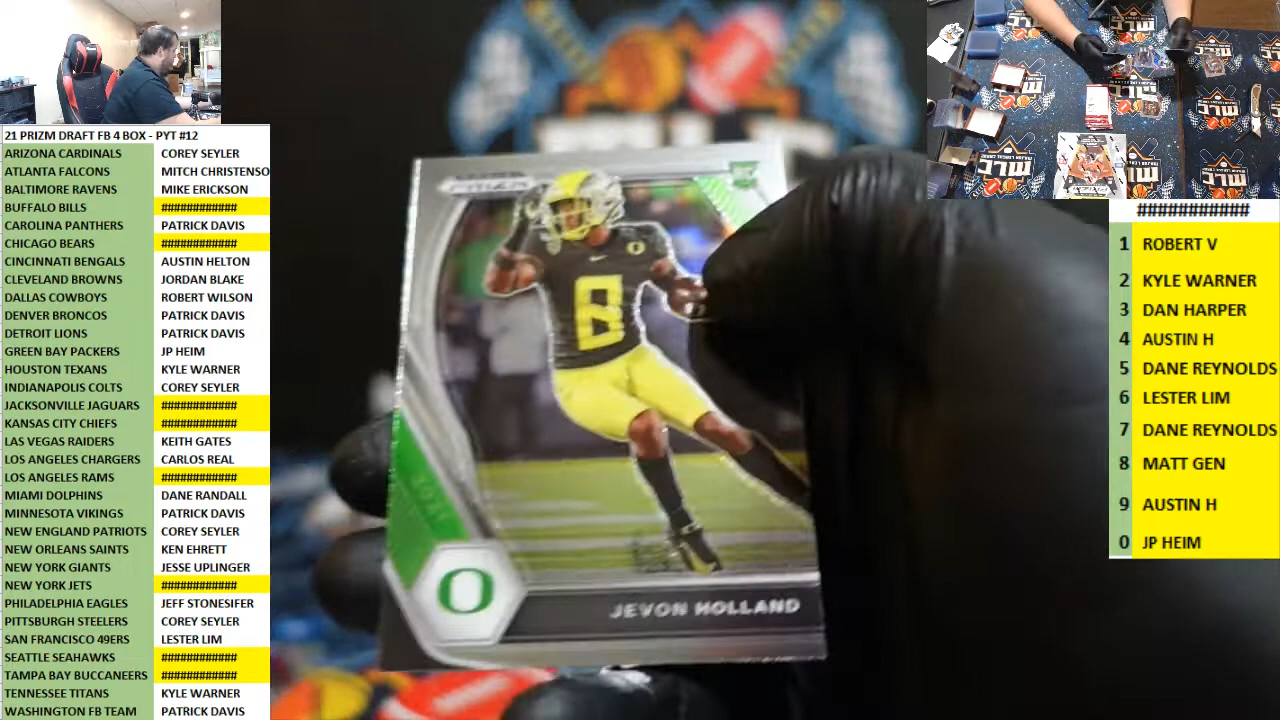 21 PRIZM DRAFT FB 4 BOX - PYT #12
ARIZONA CARDINALS COREY SEYLER
ATLANTA FALCONS MITCH CHRISTENSO
BALTIMORE RAVENS MIKE ERICKSON
BUFFALO BILLS ############
CAROLINA PANTHERS PATRICK DAVIS
CHICAGO BEARS ############
CINCINNATI BENGALS AUSTIN HELTON
CLEVELAND BROWNS JORDAN BLAKE
DALLAS COWBOYS ROBERT WILSON
DENVER BRONCOS PATRICK DAVIS
DETROIT LIONS PATRICK DAVIS
GREEN BAY PACKERS JP HEIM
HOUSTON TEXANS KYLE WARNER
INDIANAPOLIS COLTS COREY SEYLER
JACKSONVILLE JAGUARS ############
KANSAS CITY CHIEFS ############
LAS VEGAS RAIDERS KEITH GATES
LOS ANGELES CHARGERS CARLOS REAL
LOS ANGELES RAMS ############
MIAMI DOLPHINS DANE RANDALL
MINNESOTA VIKINGS PATRICK DAVIS
NEW ENGLAND PATRIOTS COREY SEYLER
NEW ORLEANS SAINTS KEN EHRETT
NEW YORK GIANTS JESSE UPLINGER
NEW YORK JETS ############
PHILADELPHIA EAGLES JEFF STONESIFER
PITTSBURGH STEELERS COREY SEYLER
SAN FRANCISCO 49ERS LESTER LIM
SEATTLE SEAHAWKS ############
TAMPA BAY BUCCANEERS ############
TENNESSEE TITANS KYLE WARNER
WASHINGTON FB TEAM PATRICK DAVIS
PRIZM
RC
8
O
JEVON HOLLAND
MLC
###########
1 ROBERT V
2 KYLE WARNER
3 DAN HARPER
4 AUSTIN H
5 DANE REYNOLDS
6 LESTER LIM
7 DANE REYNOLDS
8 MATT GEN
9 AUSTIN H
0 JP HEIM